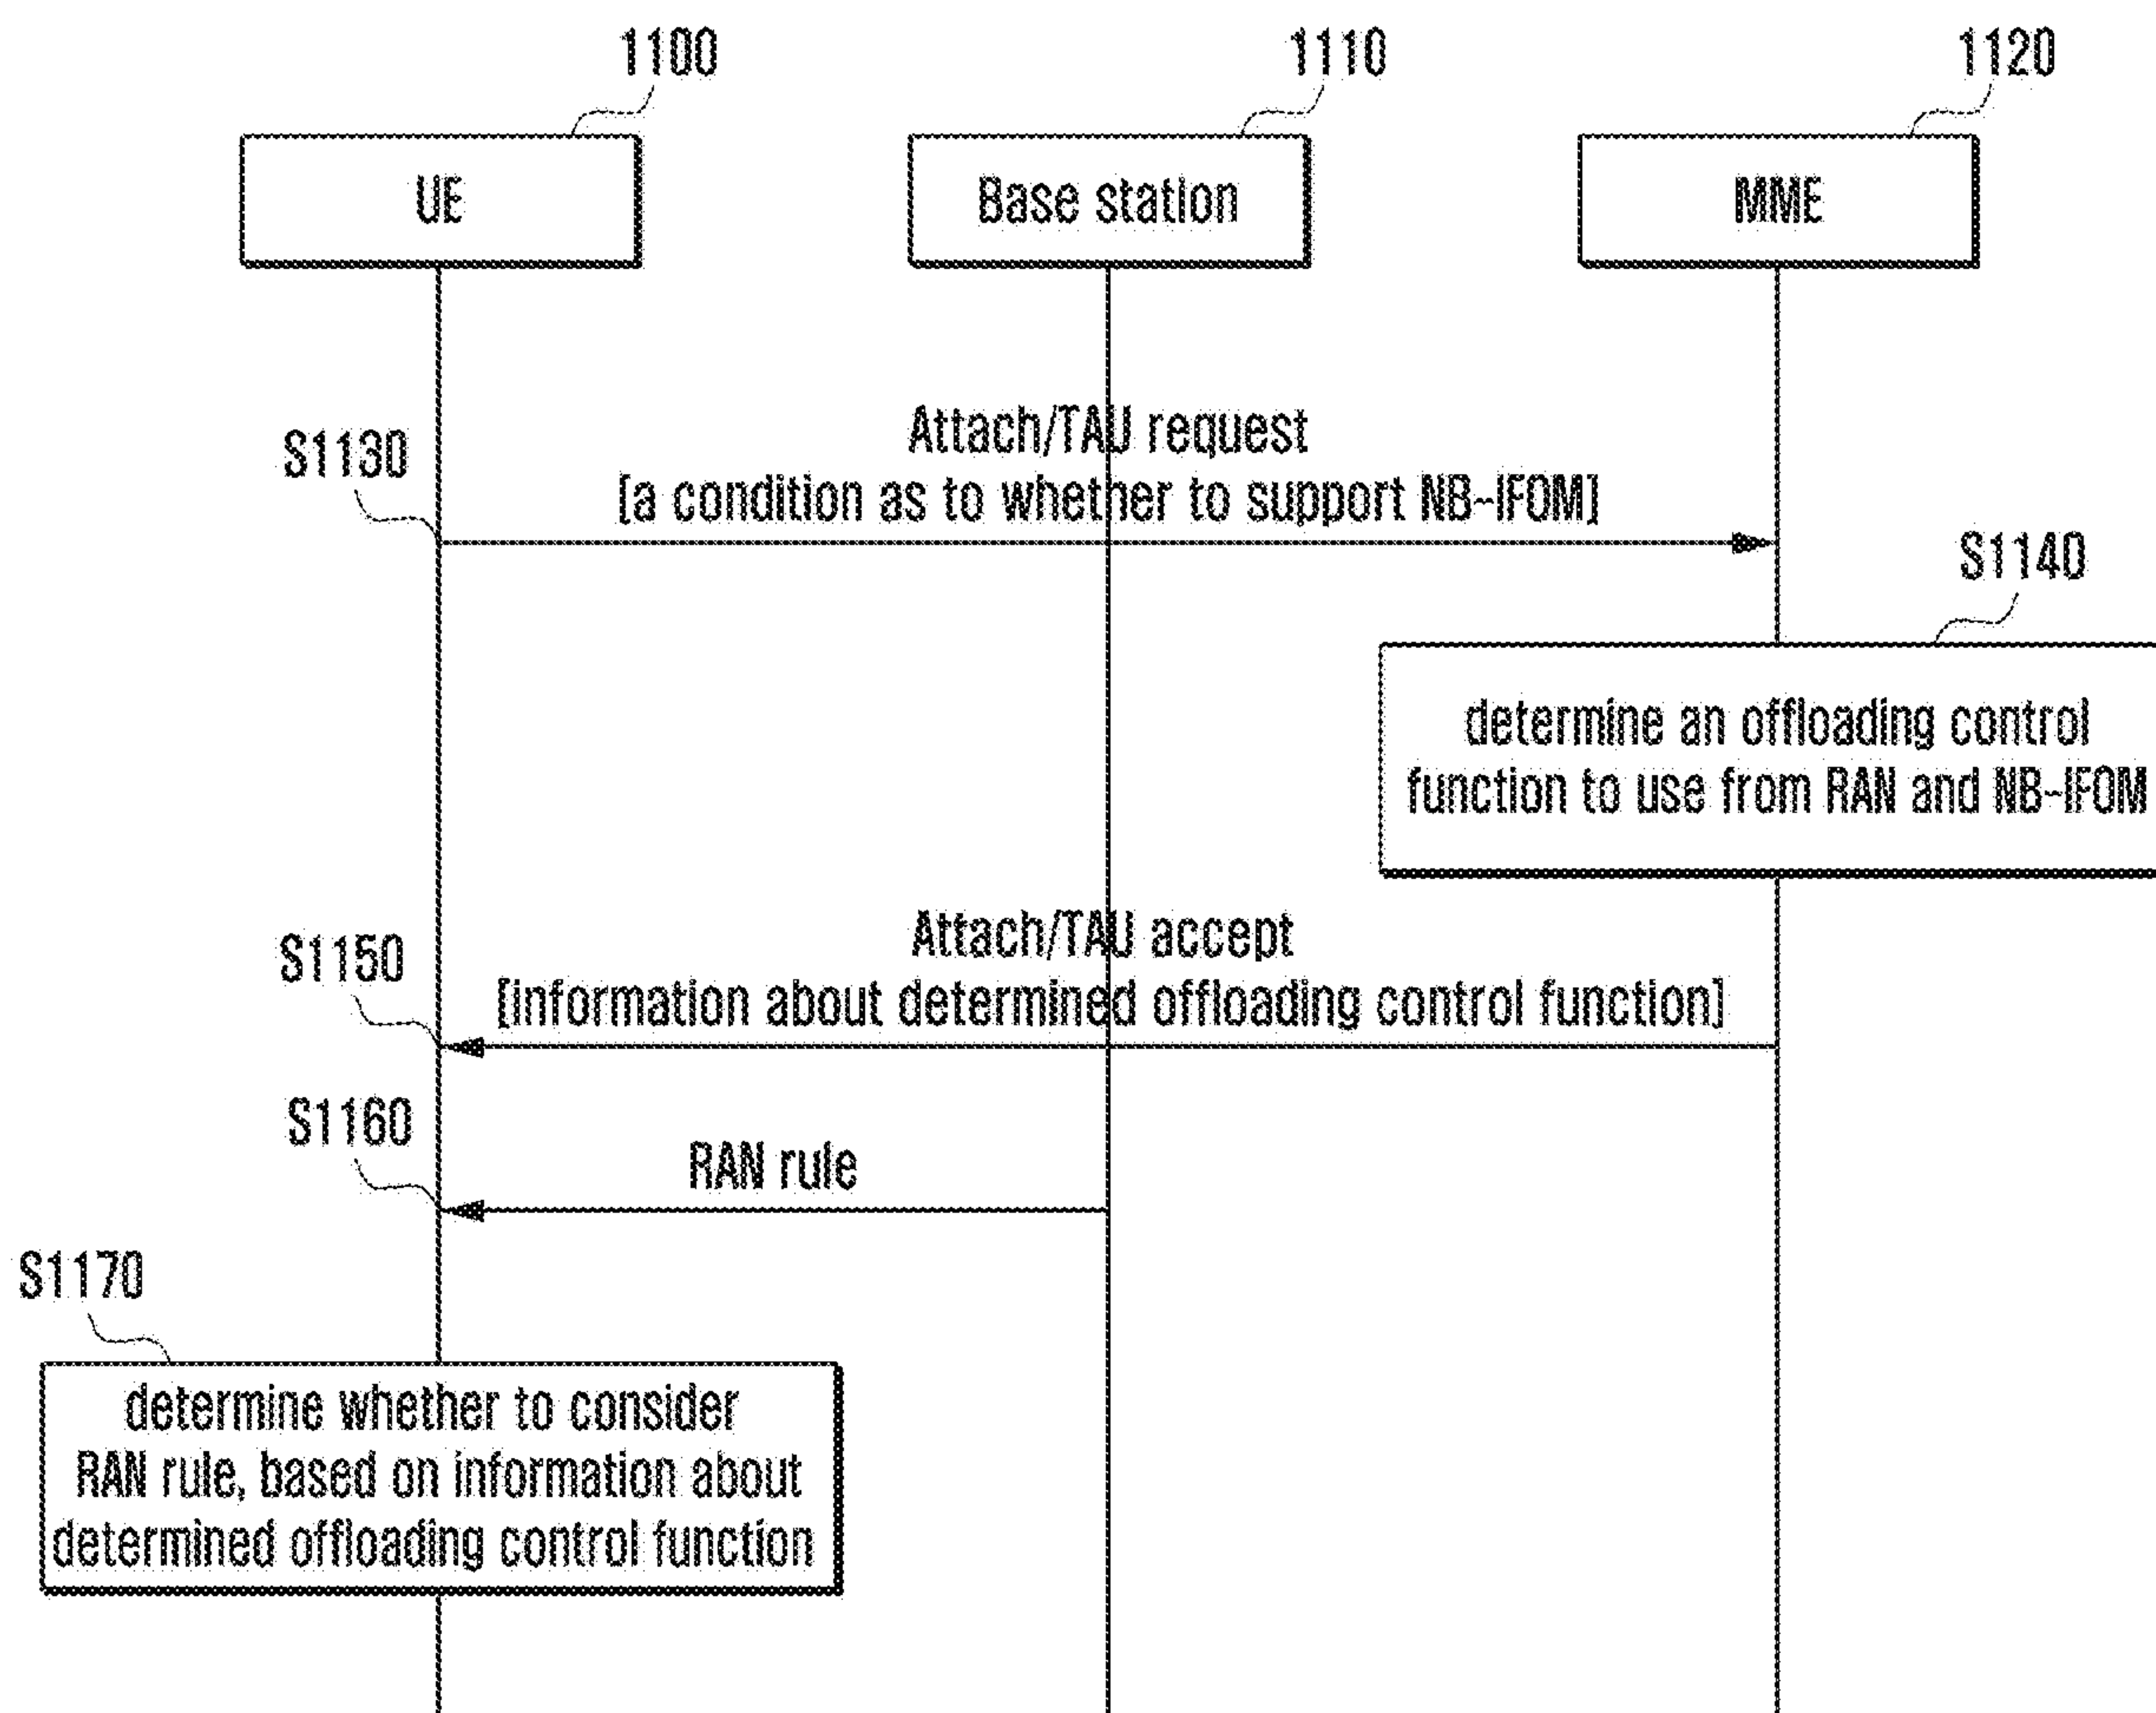 1100
1110
1120
UE
Base station
MME
S1130
Attach/TAU request
[a condition as to whether to support NB-IFOM]
S1140
determine an offloading control
function to use from RAN and NB-IFOM
S1150
Attach/TAU accept
[information about determined offloading control function]
S1160
RAN rule
S1170
determine whether to consider
RAN rule, based on information about
determined offloading control function